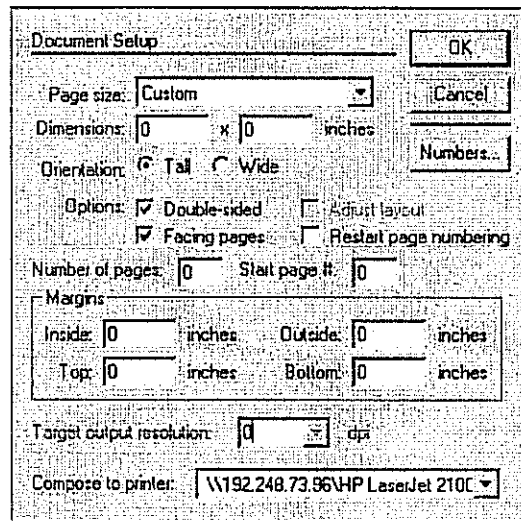 Document Setup
OK
Page size: Custom
Cancel
Dimensions: 0 x 0 inches
Numbers...
Orientation: Tall Wide
Options: Double-sided Adjust layout
Facing pages Restart page numbering
Number of pages: 0 Start page #: 0
Margins
Inside: 0 inches Outside: 0 inches
Top: 0 inches Bottom: 0 inches
Target output resolution: 0 dpi
Compose to printer: \\192.248.73.96\HP LaserJet 210C